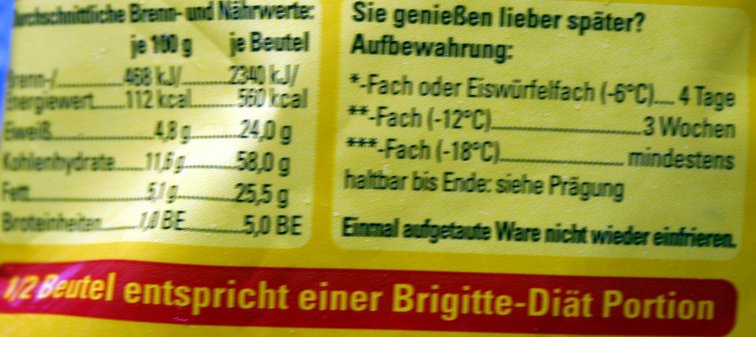 durchschnittliche Brenn- und Nährwerte:
je 100 g je Beutel
Brenn-/ 468 kJ/ 2340 kJ/
Energiewert 112 kcal 560 kcal
Eiweiß 4,8 g 24,0 g
Kohlenhydrate 11,6 g 58,0 g
Fett 5,1 g 25,5 g
Broteinheiten 1,0 BE 5,0 BE
Sie genießen lieber später?
Aufbewahrung:
*-Fach oder Eiswürfelfach (-6°C).... 4 Tage
**-Fach (-12°C) 3 Wochen
***-Fach (-18°C) mindestens
haltbar bis Ende: siehe Prägung
Einmal aufgetaute Ware nicht wieder einfrieren.
1/2 Beutel entspricht einer Brigitte-Diät Portion